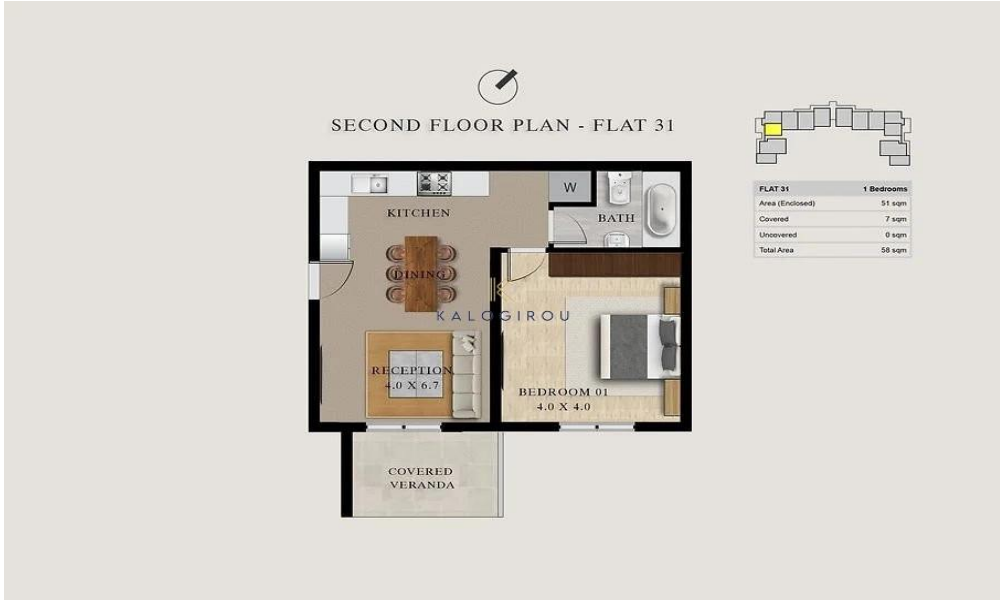 SECOND FLOOR PLAN - FLAT 31
FLAT 31 1 Bedrooms
Area (Enclosed) 51 sqm
Covered 7 sqm
Uncovered 0 sqm
Total Area 58 sqm
W
KITCHEN
BATH
DINING
KALOGIROU
RECEPTION
4.0 X 6.7
BEDROOM 01
4.0 X 4.0
COVERED
VERANDA